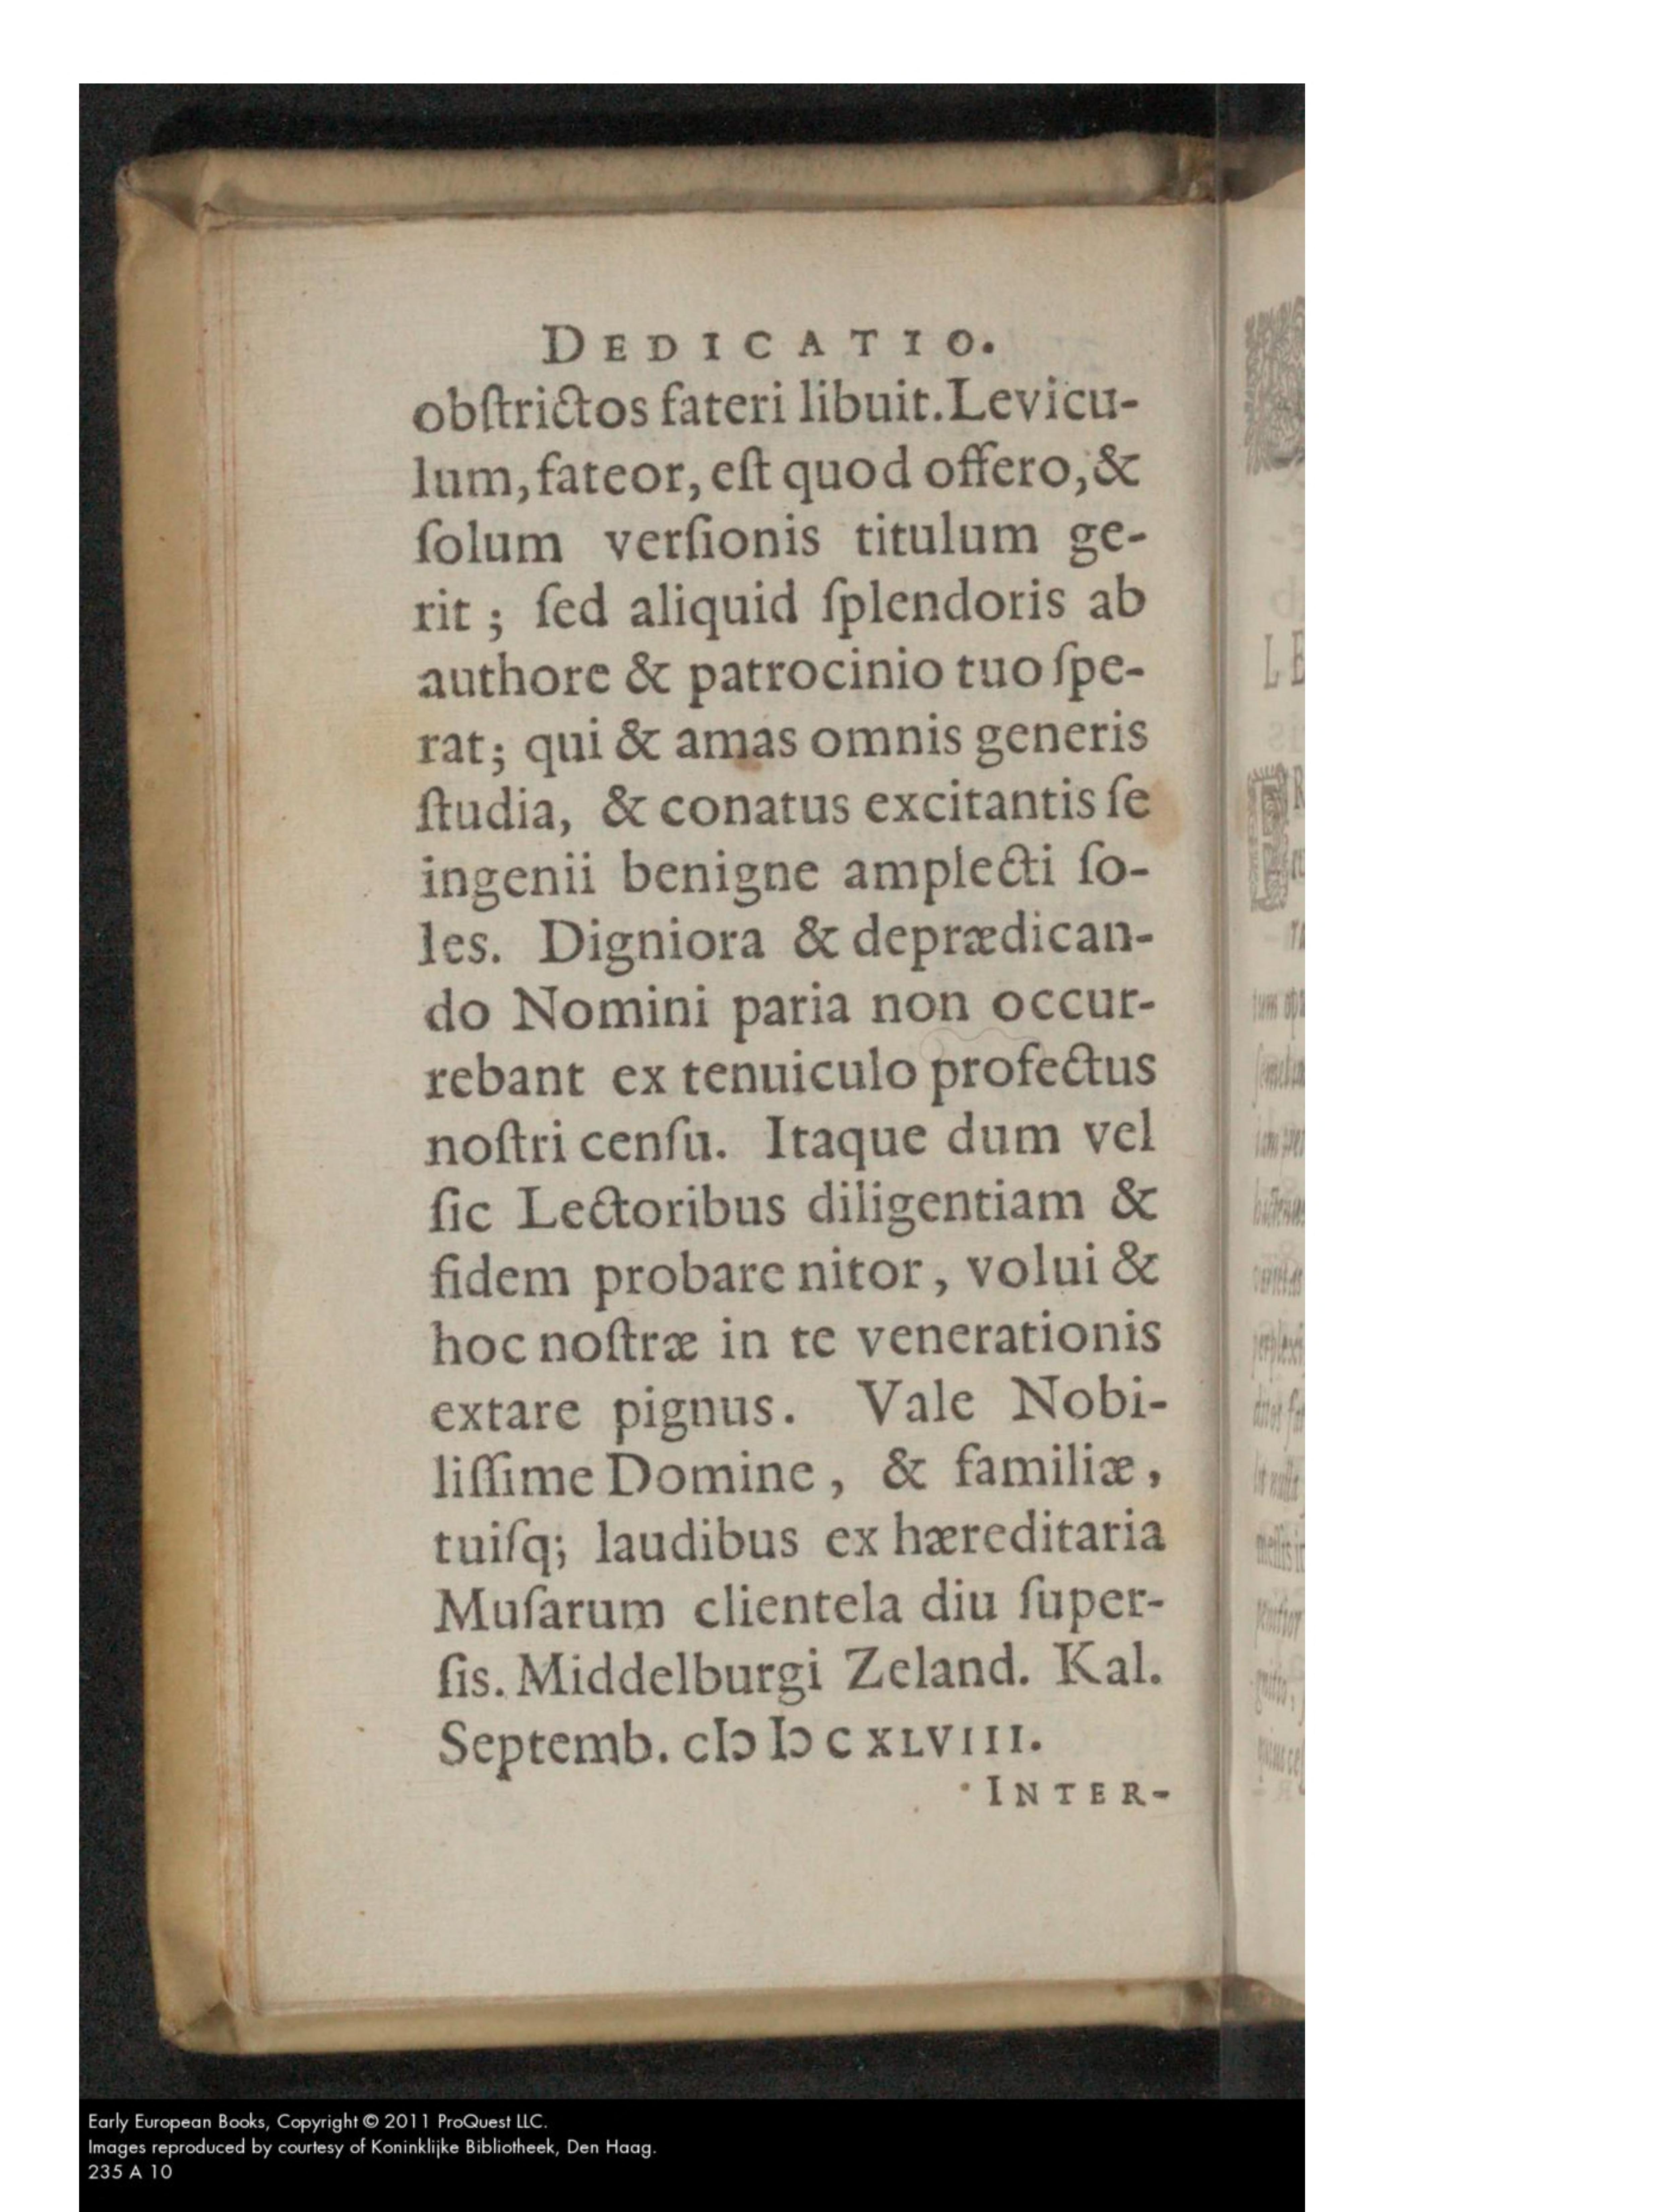 DEDICATIO.
obſtrictos fateri libuit. Levicu-
lum, fateor, eſt quod offero, &
ſolum verſionis titulum ge-
rit ; ſed aliquid ſplendoris ab
authore & patrocinio tuo ſpe-
rat; qui & amas omnis generis
ſtudia, & conatus excitantis ſe
ingenii benigne amplecti ſo-
les. Digniora & deprædican-
do Nomini paria non occur-
rebant ex tenuiculo profectus
noſtri cenſu. Itaque dum vel
ſic Lectoribus diligentiam &
fidem probare nitor, volui &
hoc noſtræ in te venerationis
extare pignus. Vale Nobi-
liſſime Domine, & familiæ,
tuiſq; laudibus ex hæreditaria
Muſarum clientela diu ſuper-
ſis. Middelburgi Zeland. Kal.
Septemb. cIɔ Iɔ c XLVIII.
INTER-
Early European Books, Copyright © 2011 ProQuest LLC.
Images reproduced by courtesy of Koninklijke Bibliotheek, Den Haag.
235 A 10